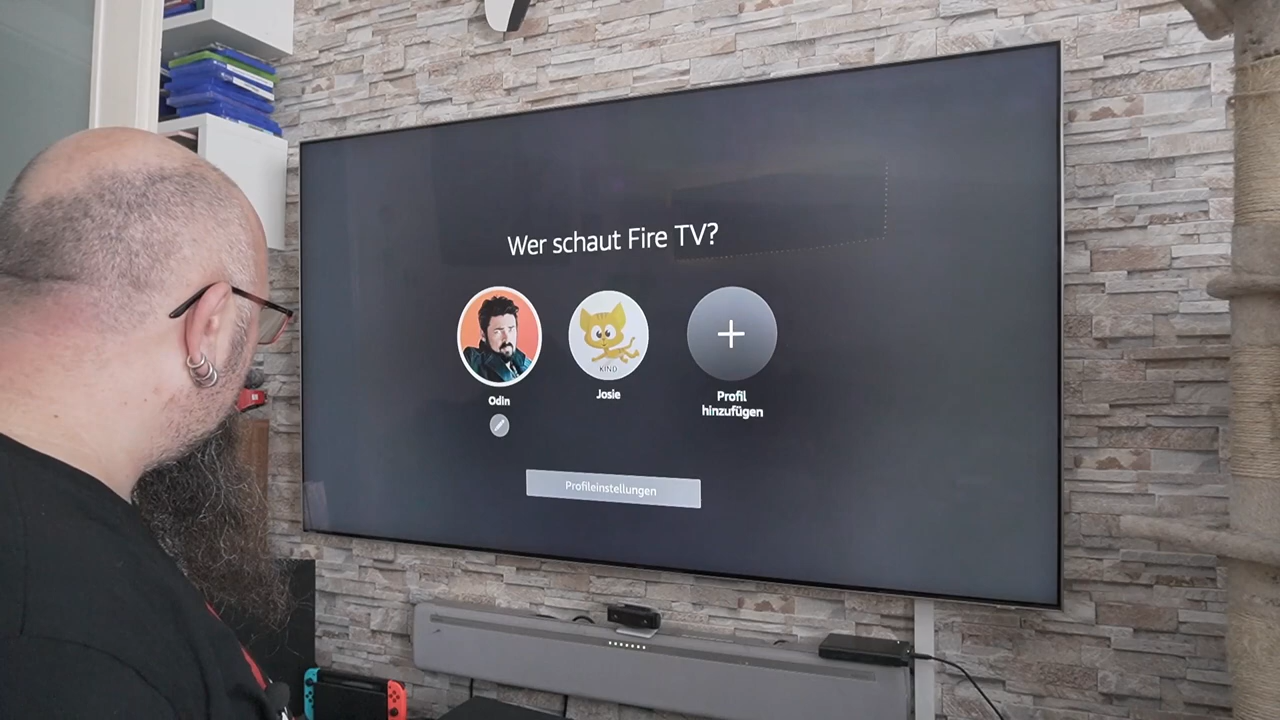 Wer schaut Fire TV?
KIND
Odin
Josie
Profil
hinzufügen
Profileinstellungen